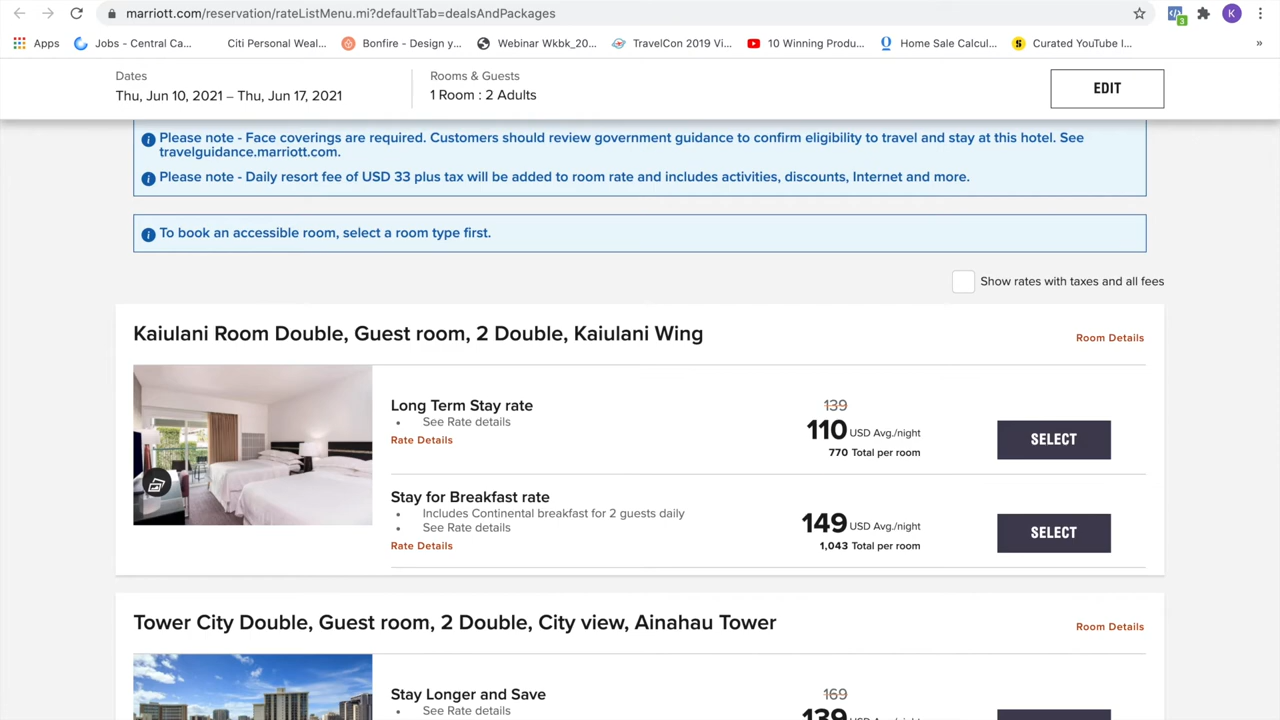 marriott.com/reservation/rateListMenu.mi?defaultTab=dealsAndPackages
3
K
Apps
Jobs - Central Ca...
Citi Personal Weal...
Bonfire - Design y...
Webinar Wkbk_20...
TravelCon 2019 Vi...
10 Winning Produ...
Home Sale Calcul...
Curated YouTube I...
»
Dates
Thu, Jun 10, 2021 – Thu, Jun 17, 2021
Rooms & Guests
1 Room : 2 Adults
EDIT
Please note - Face coverings are required. Customers should review government guidance to confirm eligibility to travel and stay at this hotel. See
travelguidance.marriott.com.
Please note - Daily resort fee of USD 33 plus tax will be added to room rate and includes activities, discounts, Internet and more.
To book an accessible room, select a room type first.
Show rates with taxes and all fees
Kaiulani Room Double, Guest room, 2 Double, Kaiulani Wing
Room Details
Long Term Stay rate
• See Rate details
Rate Details
139
110 USD Avg./night
770 Total per room
SELECT
Stay for Breakfast rate
• Includes Continental breakfast for 2 guests daily
• See Rate details
Rate Details
149 USD Avg./night
1,043 Total per room
SELECT
Tower City Double, Guest room, 2 Double, City view, Ainahau Tower
Room Details
Stay Longer and Save
• See Rate details
169
139 USD Avg./night